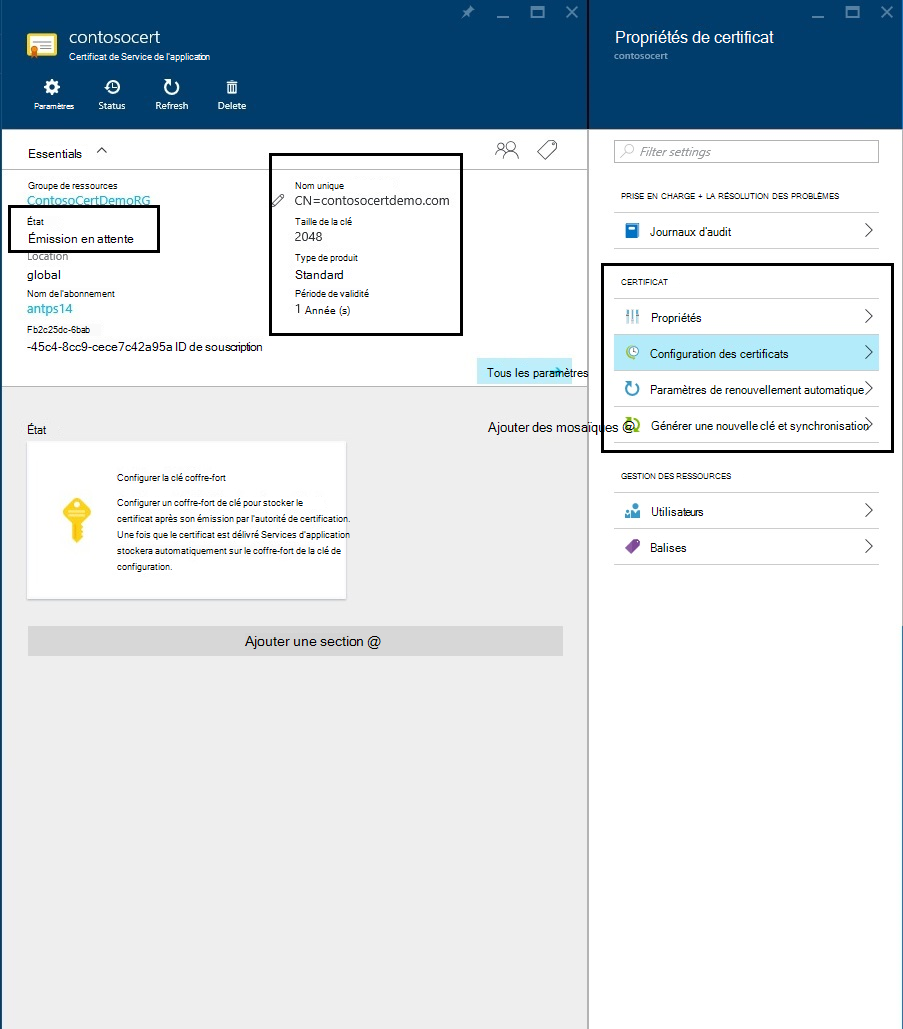 contosocert
Certificat de Service de l'application
Paramètres
Status
Refresh
Delete
Essentials
Groupe de ressources
ContosoCertDemoRG
État
Émission en attente
Location
global
Nom de l'abonnement
antps14
Fb2c25dc-6bab
-45c4-8cc9-cece7c42a95a ID de souscription
Nom unique
CN=contosocertdemo.com
Taille de la clé
2048
Type de produit
Standard
Période de validité
1 Année (s)
Tous les paramètres
État
Ajouter des mosaïques @
Configurer la clé coffre-fort
Configurer un coffre-fort de clé pour stocker le
certificat après son émission par l'autorité de certification.
Une fois que le certificat est délivré Services d'application
stockera automatiquement sur le coffre-fort de la clé de
configuration.
Ajouter une section @
Propriétés de certificat
contosocert
Filter settings
PRISE EN CHARGE + LA RÉSOLUTION DES PROBLÈMES
Journaux d'audit
CERTIFICAT
Propriétés
Configuration des certificats
Paramètres de renouvellement automatique
Générer une nouvelle clé et synchronisation
GESTION DES RESSOURCES
Utilisateurs
Balises